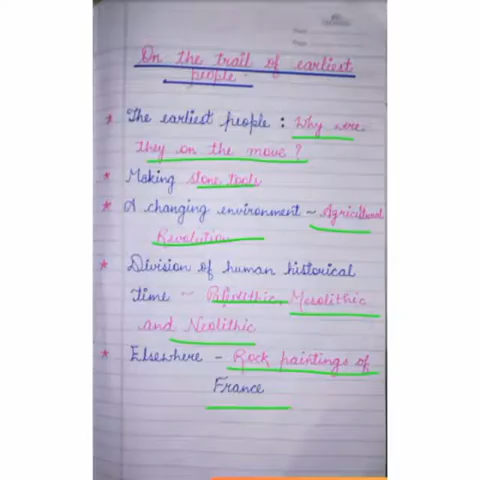 On the trail of earliest
people -
* The earliest people : Why were
they on the move ?
* Making stone tools
* A changing environment ~ Agricultural
Revolution
* Division of human historical
Time ~ Paleolithic, Mesolithic
and Neolithic
* Elsewhere - Rock paintings of
France